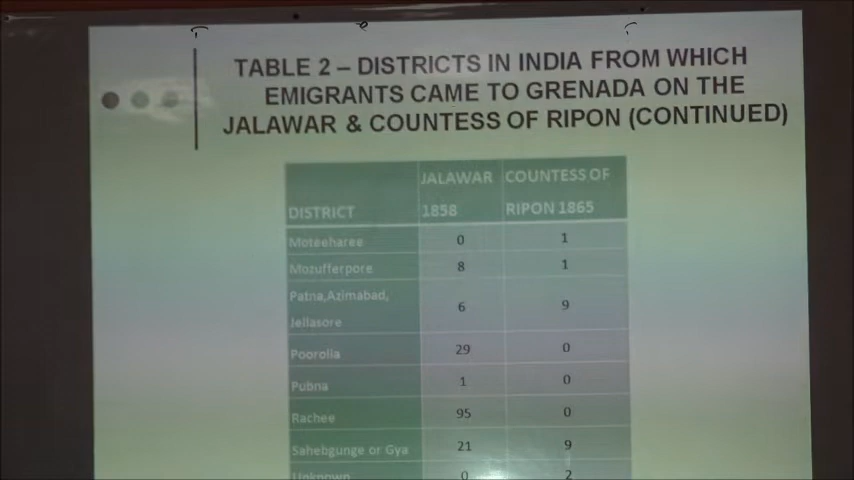 TABLE 2 – DISTRICTS IN INDIA FROM WHICH
EMIGRANTS CAME TO GRENADA ON THE
JALAWAR & COUNTESS OF RIPON (CONTINUED)
DISTRICT JALAWAR 1858 COUNTESS OF RIPON 1865
Moteeharee 0 1
Mozufferpore 8 1
Patna,Azimabad, Jellasore 6 9
Poorolia 29 0
Pubna 1 0
Rachee 95 0
Sahebgunge or Gya 21 9
Unknown 0 2